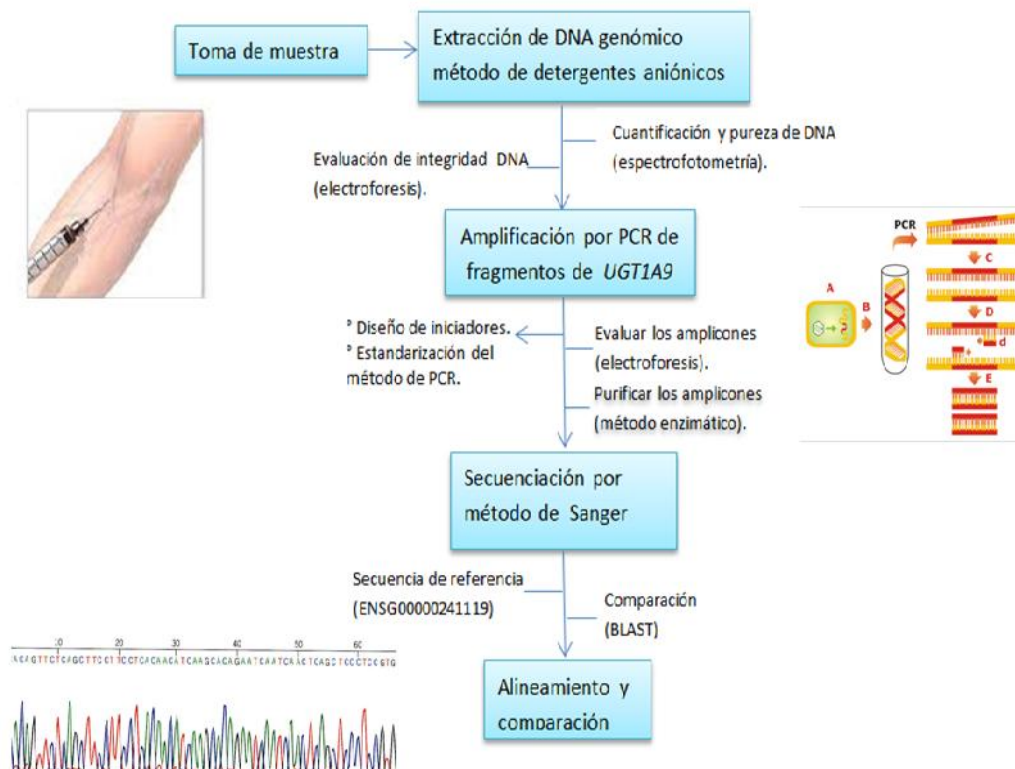 Toma de muestra
Extracción de DNA genómico
método de detergentes aniónicos
Evaluación de integridad DNA
(electroforesis).
Cuantificación y pureza de DNA
(espectrofotometría).
Amplificación por PCR de
fragmentos de UGT1A9
PCR
A
B
C
D
d
E
° Diseño de iniciadores.
° Estandarización del
método de PCR.
Evaluar los amplicones
(electroforesis).
Purificar los amplicones
(método enzimático).
Secuenciación por
método de Sanger
Secuencia de referencia
(ENSG00000241119)
Comparación
(BLAST)
Alineamiento y
comparación
10 20 30 40 50 60